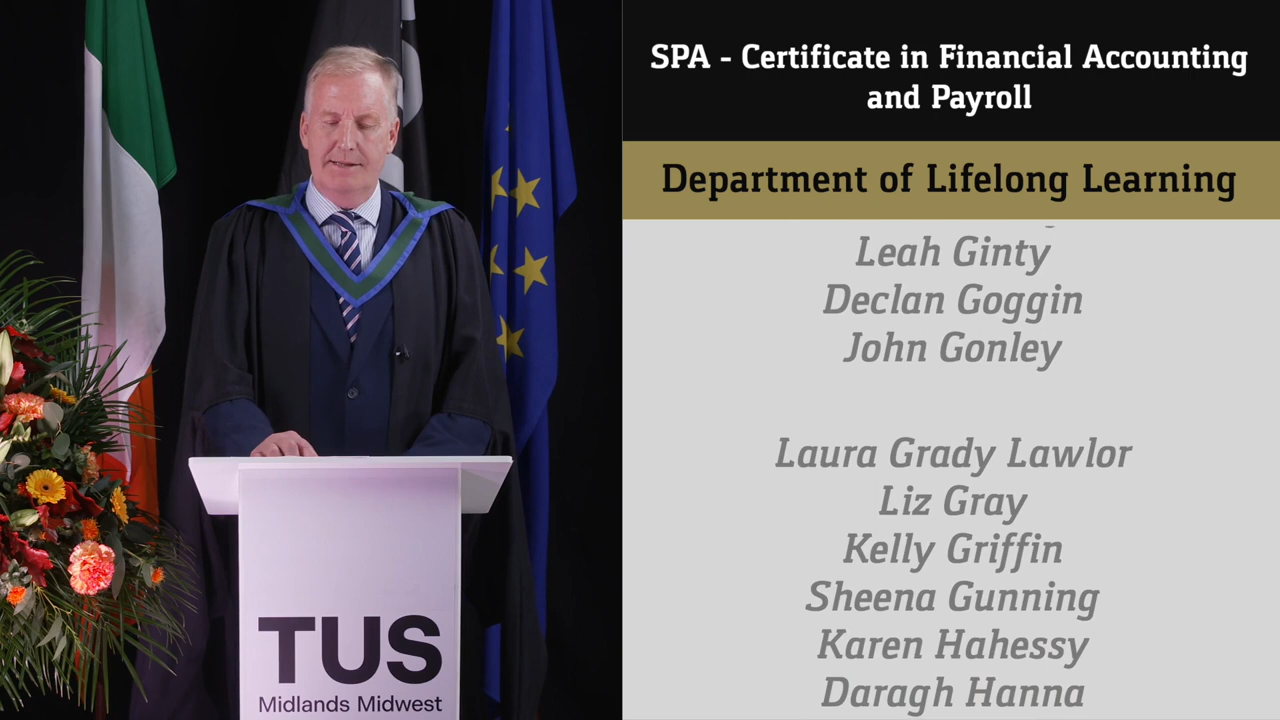 SPA - Certificate in Financial Accounting
and Payroll
Department of Lifelong Learning
Leah Ginty
Declan Goggin
John Gonley
Laura Grady Lawlor
Liz Gray
Kelly Griffin
Sheena Gunning
Karen Hahessy
Daragh Hanna
TUS
Midlands Midwest